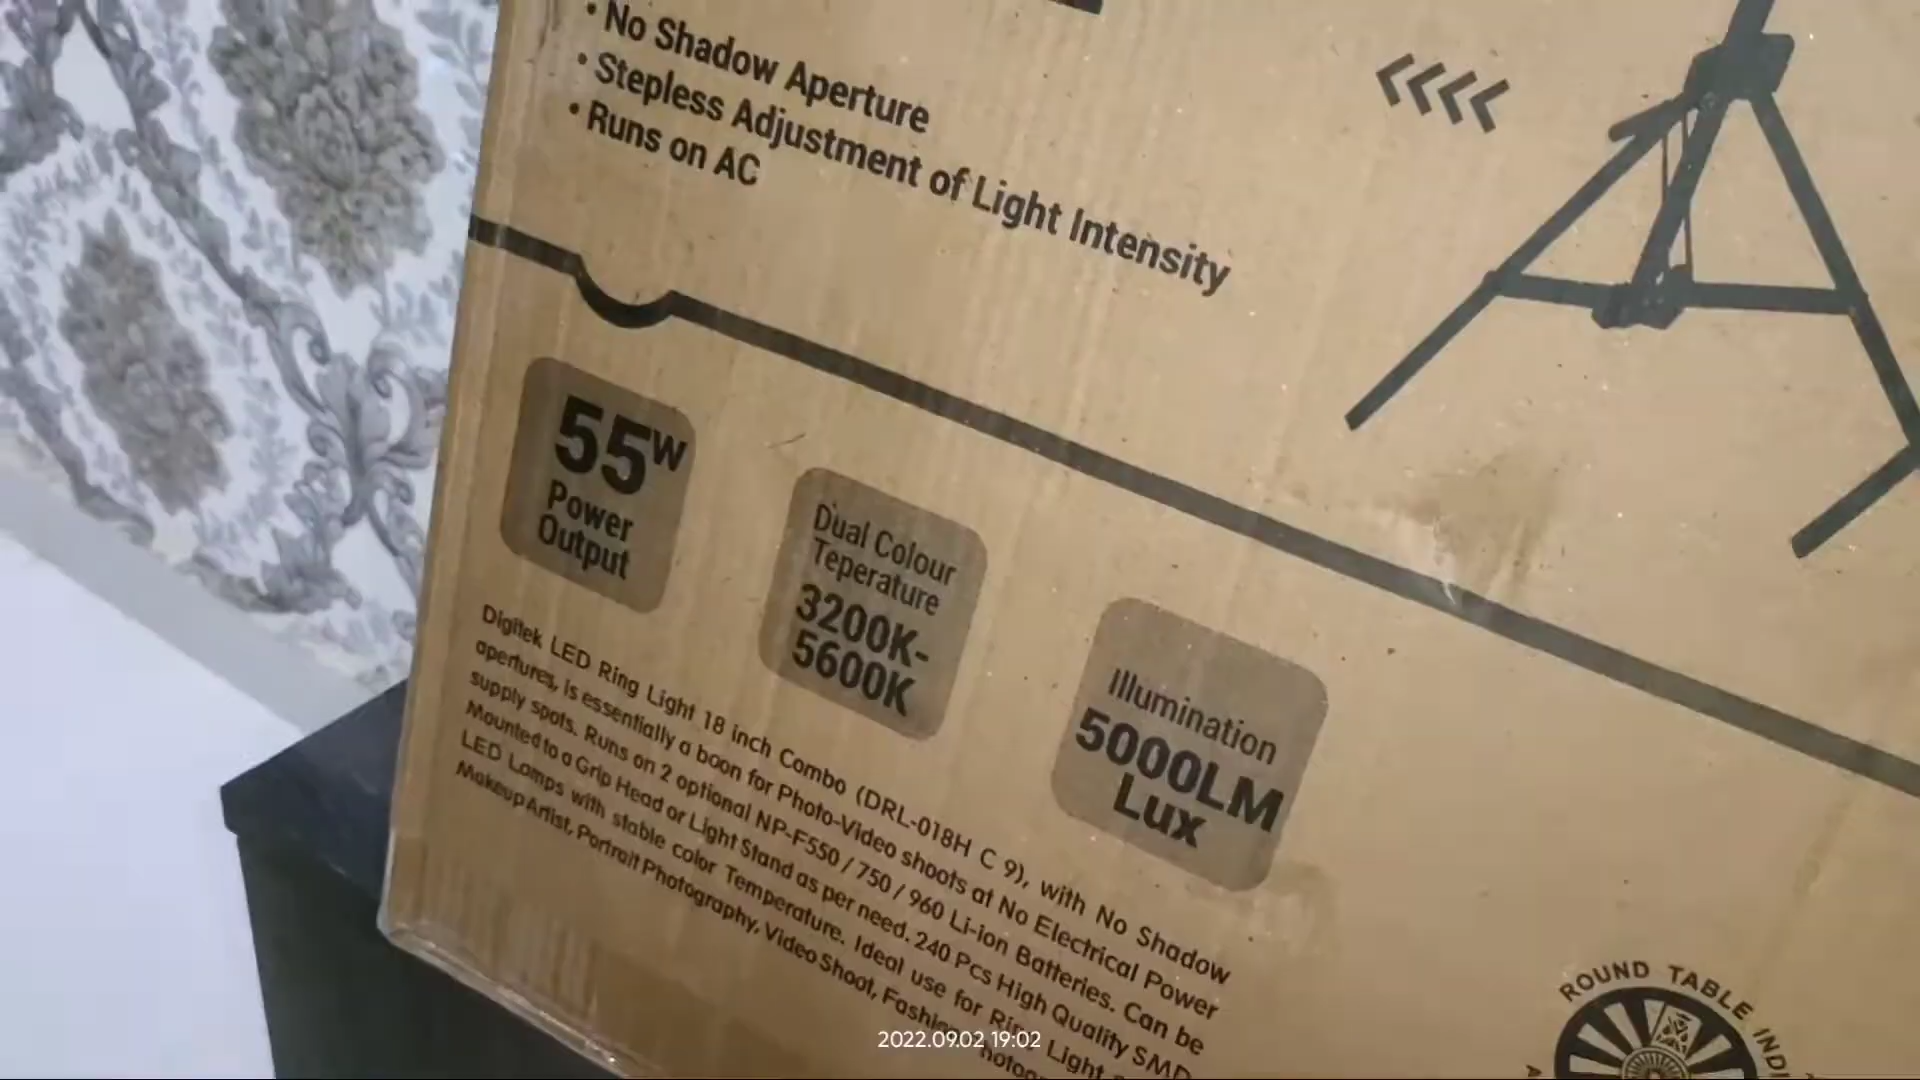 • No Shadow Aperture
• Stepless Adjustment of Light Intensity
• Runs on AC
55W
Power
Output
Dual Colour
Teperature
3200K-
5600K
Illumination
5000LM
Lux
Digitek LED Ring Light 18 inch Combo (DRL-018H C 9), with No Shadow
apertures, is essentially a boon for Photo-Video shoots at No Electrical Power
supply spots. Runs on 2 optional NP-F550 / 750 / 960 Li-ion Batteries. Can be
Mounted to a Grip Head or Light Stand as per need. 240 Pcs High Quality SMD
LED Lamps with stable color Temperature. Ideal use for Ring Light
Makeup Artist, Portrait Photography, Video Shoot,
ROUND TABLE INDI
2022.09.02 19:02